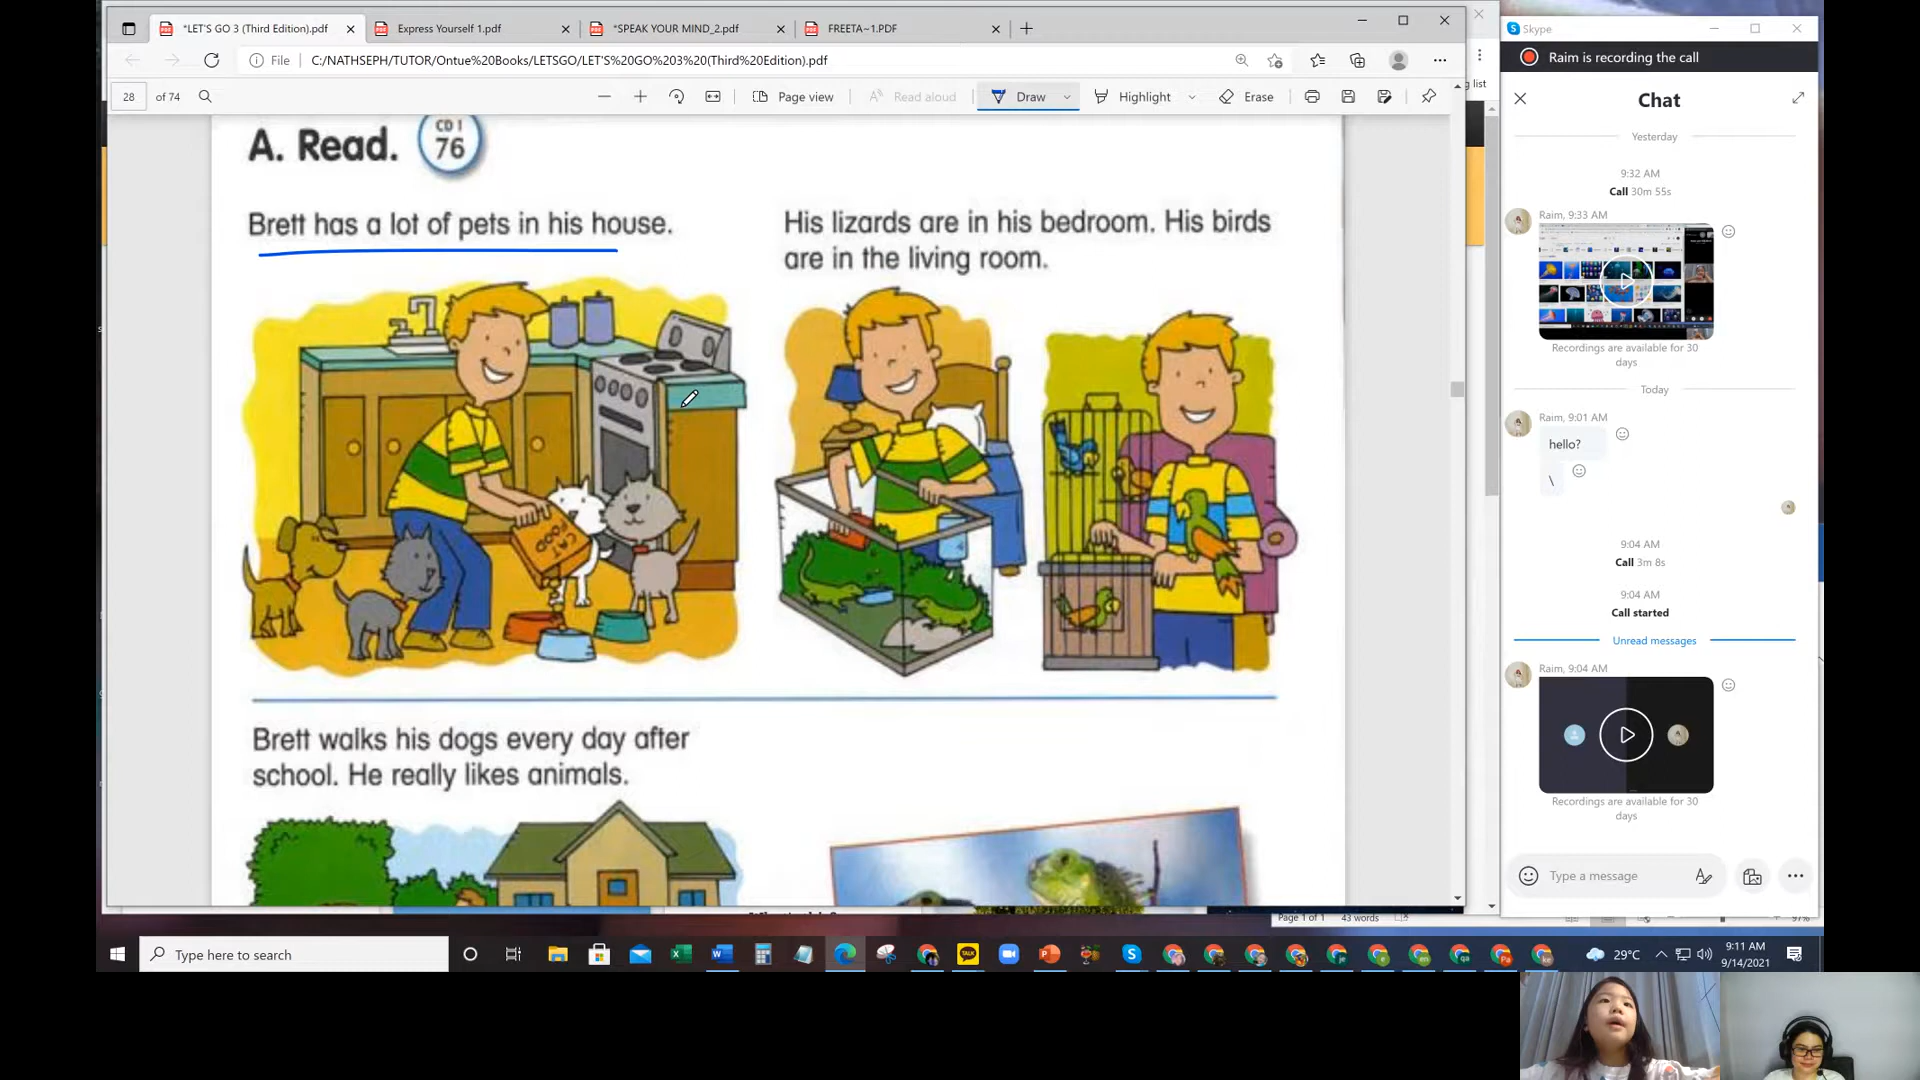 *LET'S GO 3 (Third Edition).pdf
Express Yourself 1.pdf
*SPEAK YOUR MIND_2.pdf
FREETA~1.PDF
File C:/NATHSEPH/TUTOR/Ontue%20Books/LETSGO/LET'S%20GO%203%20(Third%20Edition).pdf
28 of 74
Page view
Read aloud
Draw
Highlight
Erase
A. Read.
CD 1
76
Brett has a lot of pets in his house.
His lizards are in his bedroom. His birds
are in the living room.
CAT
FOOD
Brett walks his dogs every day after
school. He really likes animals.
Page 1 of 1 43 words
97%
ng list
Skype
Raim is recording the call
Chat
Yesterday
9:32 AM
Call 30m 55s
Raim, 9:33 AM
Recordings are available for 30
days
Today
Raim, 9:01 AM
hello?
\
9:04 AM
Call 3m 8s
9:04 AM
Call started
Unread messages
Raim, 9:04 AM
Recordings are available for 30
days
Type a message
Type here to search
TALK
29°C
9:11 AM
9/14/2021